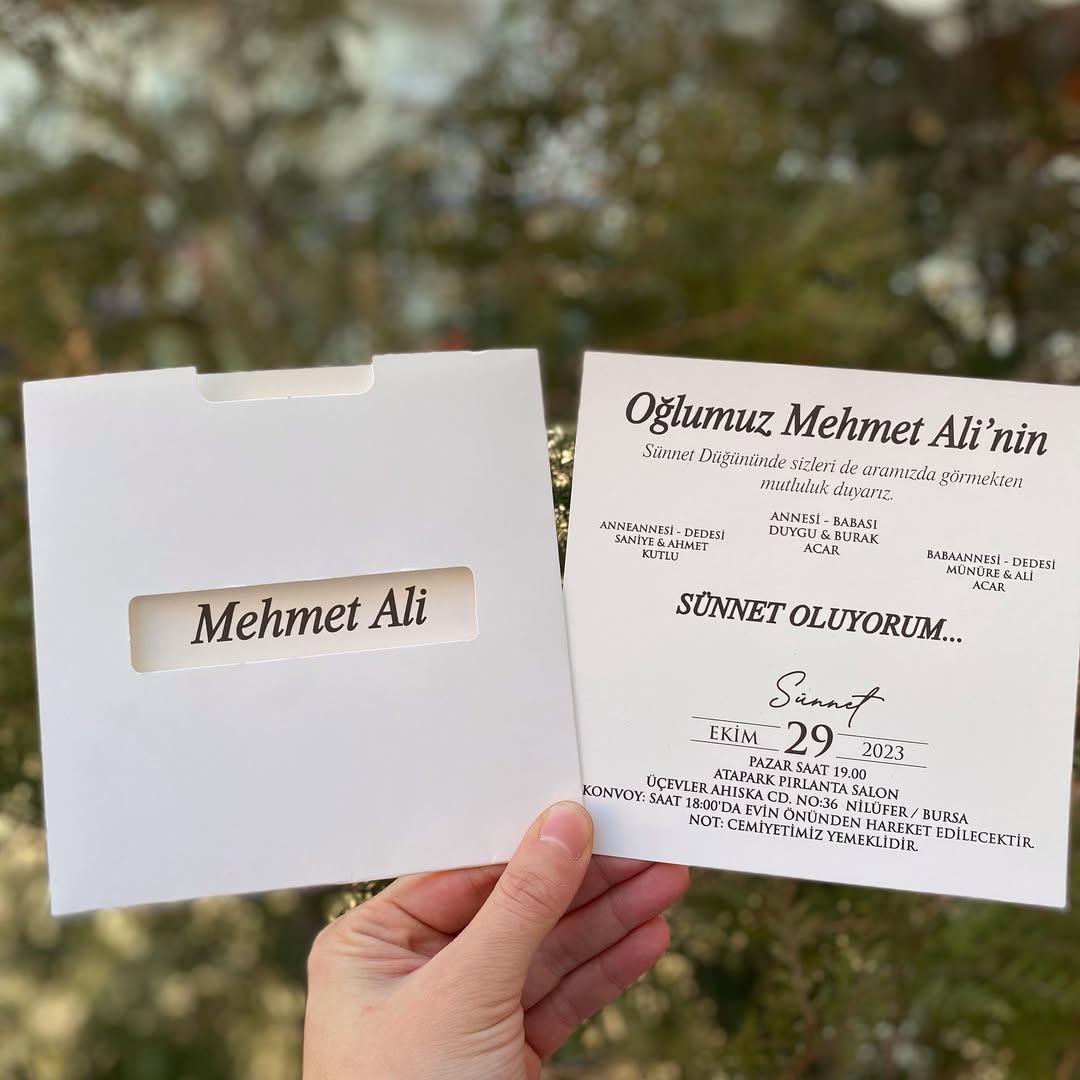 Mehmet Ali
Oğlumuz Mehmet Ali'nin
Sünnet Düğününde sizleri de aramızda görmekten
mutluluk duyarız.
ANNEANNESİ - DEDESİ
SANİYE & AHMET
KUTLU
ANNESİ - BABASI
DUYGU & BURAK
ACAR
BABAANNESİ - DEDESİ
MÜNÜRE & ALİ
ACAR
SÜNNET OLUYORUM...
Sünnet
EKİM 29 2023
PAZAR SAAT 19.00
ATAPARK PIRLANTA SALON
ÜÇEVLER AHISKA CD. NO:36 NİLÜFER / BURSA
KONVOY: SAAT 18:00'DA EVİN ÖNÜNDEN HAREKET EDİLECEKTİR.
NOT: CEMİYETİMİZ YEMEKLİDİR.